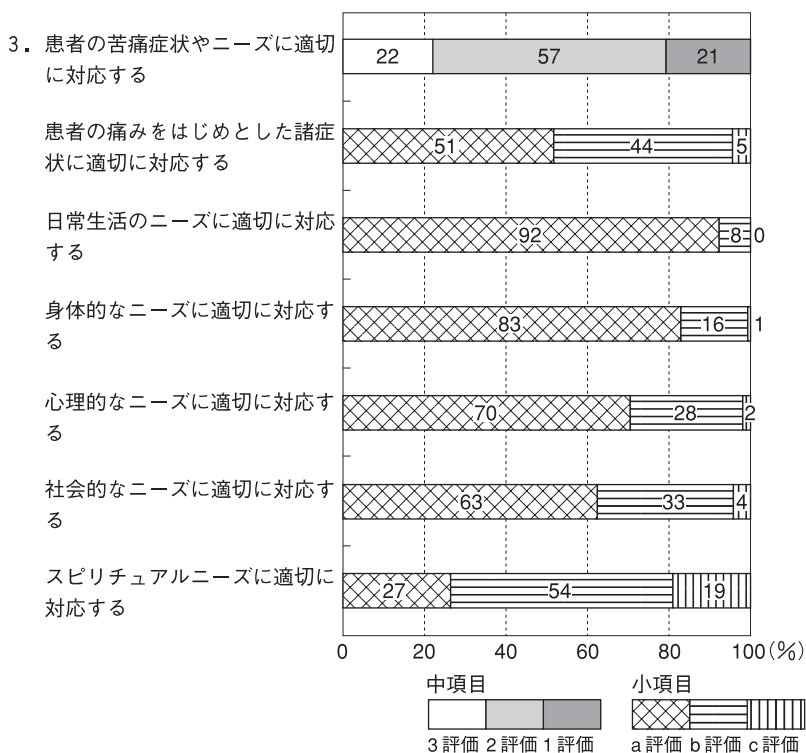 3．患者の苦痛症状やニーズに適切
に対応する
22 57 21
患者の痛みをはじめとした諸症
状に適切に対応する
51 44 5
日常生活のニーズに適切に対応
する
92 8 0
身体的なニーズに適切に対応す
る
83 16 1
心理的なニーズに適切に対応す
る
70 28 2
社会的なニーズに適切に対応す
る
63 33 4
スピリチュアルニーズに適切に
対応する
27 54 19
0 20 40 60 80 100(%)
中項目 小項目
3評価 2評価 1評価 a評価 b評価 c評価